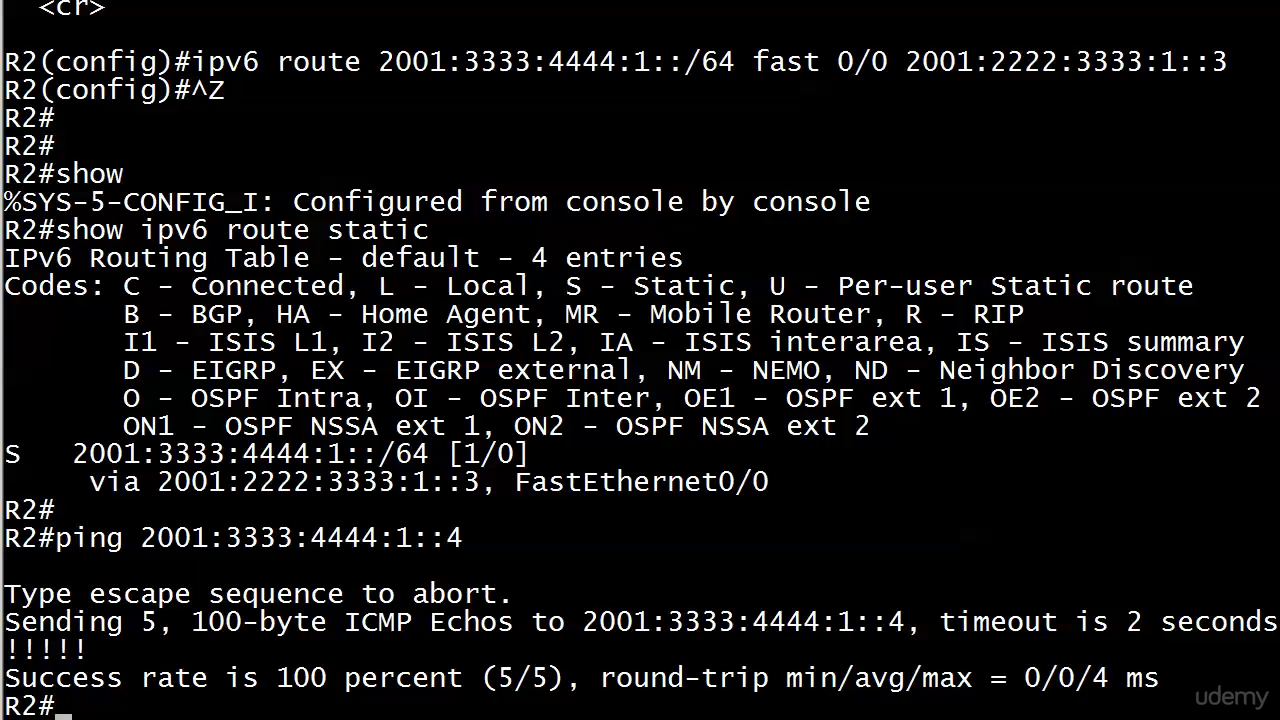 <cr>
R2(config)#ipv6 route 2001:3333:4444:1::/64 fast 0/0 2001:2222:3333:1::3
R2(config)#^Z
R2#
R2#
R2#show
%SYS-5-CONFIG_I: Configured from console by console
R2#show ipv6 route static
IPv6 Routing Table - default - 4 entries
Codes: C - Connected, L - Local, S - Static, U - Per-user Static route
B - BGP, HA - Home Agent, MR - Mobile Router, R - RIP
I1 - ISIS L1, I2 - ISIS L2, IA - ISIS interarea, IS - ISIS summary
D - EIGRP, EX - EIGRP external, NM - NEMO, ND - Neighbor Discovery
O - OSPF Intra, OI - OSPF Inter, OE1 - OSPF ext 1, OE2 - OSPF ext 2
ON1 - OSPF NSSA ext 1, ON2 - OSPF NSSA ext 2
S 2001:3333:4444:1::/64 [1/0]
via 2001:2222:3333:1::3, FastEthernet0/0
R2#
R2#ping 2001:3333:4444:1::4
Type escape sequence to abort.
Sending 5, 100-byte ICMP Echos to 2001:3333:4444:1::4, timeout is 2 seconds
!!!!!
Success rate is 100 percent (5/5), round-trip min/avg/max = 0/0/4 ms
R2#
udemy